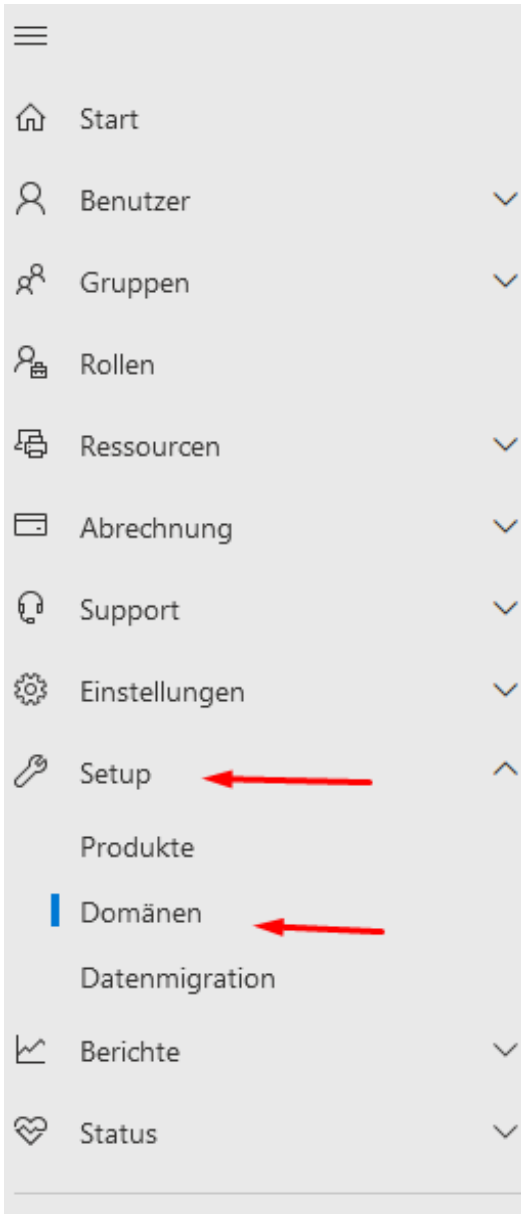 Start
Benutzer
Gruppen
Rollen
Ressourcen
Abrechnung
Support
Einstellungen
Setup
Produkte
Domänen
Datenmigration
Berichte
Status